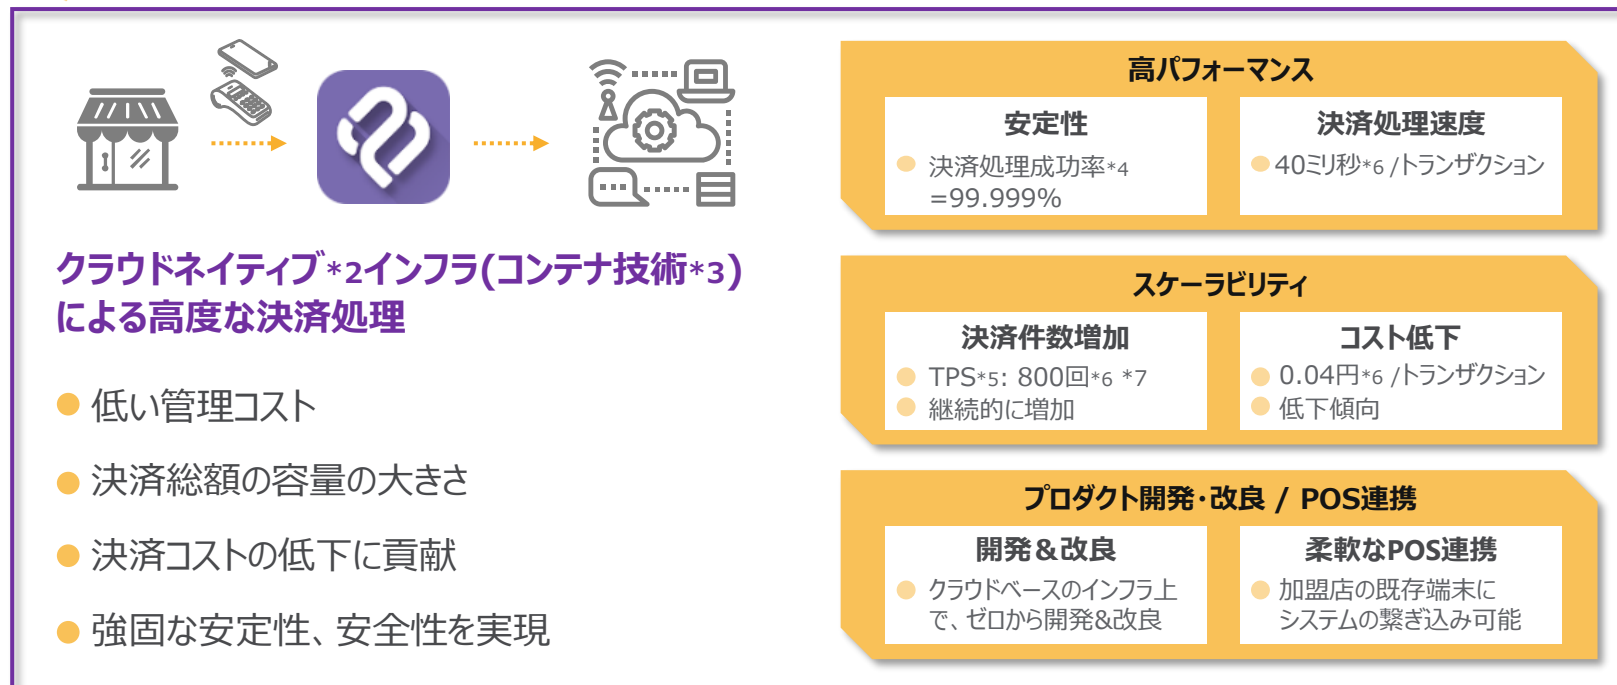 クラウドネイティブ*2インフラ(コンテナ技術*3)
による高度な決済処理
低い管理コスト
決済総額の容量の大きさ
決済コストの低下に貢献
強固な安定性、安全性を実現
高パフォーマンス
安定性
決済処理成功率*4
=99.999%
決済処理速度
40ミリ秒*6 /トランザクション
スケーラビリティ
決済件数増加
TPS*5: 800回*6 *7
継続的に増加
コスト低下
0.04円*6 /トランザクション
低下傾向
プロダクト開発・改良 / POS連携
開発&改良
クラウドベースのインフラ上
で、ゼロから開発&改良
柔軟なPOS連携
加盟店の既存端末に
システムの繋ぎ込み可能